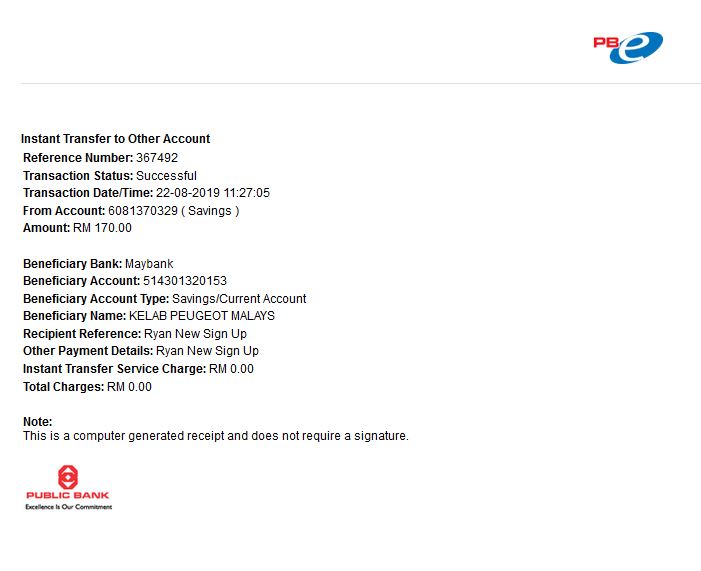 PBe
Instant Transfer to Other Account
Reference Number: 367492
Transaction Status: Successful
Transaction Date/Time: 22-08-2019 11:27:05
From Account: 6081370329 ( Savings )
Amount: RM 170.00
Beneficiary Bank: Maybank
Beneficiary Account: 514301320153
Beneficiary Account Type: Savings/Current Account
Beneficiary Name: KELAB PEUGEOT MALAYS
Recipient Reference: Ryan New Sign Up
Other Payment Details: Ryan New Sign Up
Instant Transfer Service Charge: RM 0.00
Total Charges: RM 0.00
Note:
This is a computer generated receipt and does not require a signature.
PUBLIC BANK
Excellence Is Our Commitment